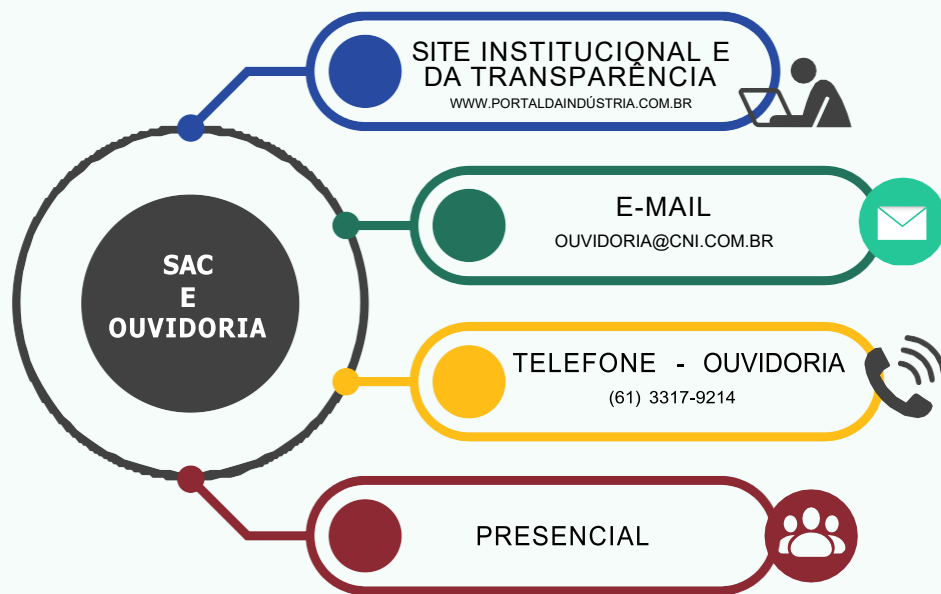 SITE INSTITUCIONAL E
DA TRANSPARÊNCIA
WWW.PORTALDAINDÚSTRIA.COM.BR
E-MAIL
OUVIDORIA@CNI.COM.BR
SAC
E
OUVIDORIA
TELEFONE - OUVIDORIA
(61) 3317-9214
PRESENCIAL